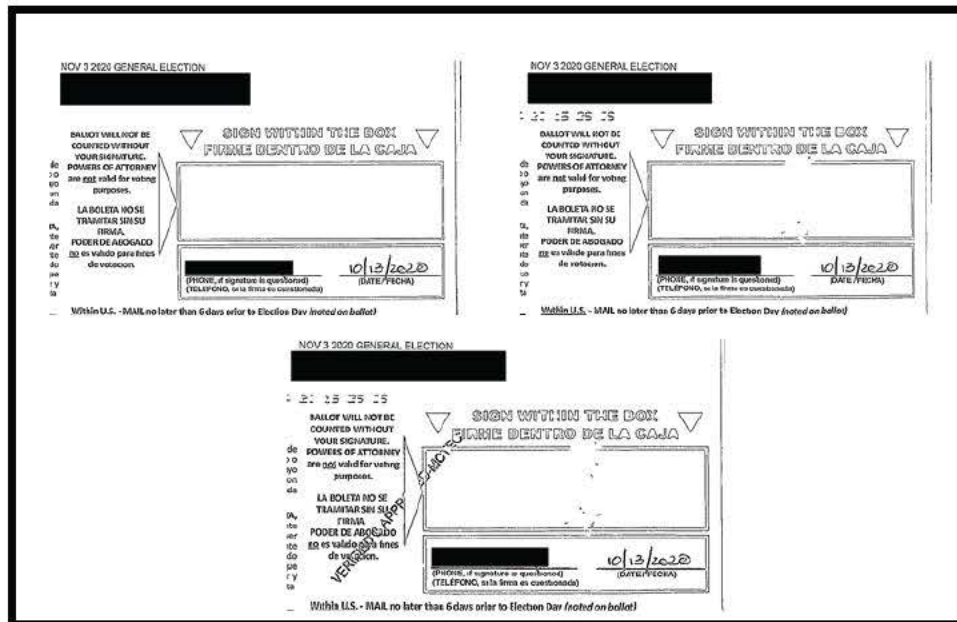 NOV 3 2020 GENERAL ELECTION
BALLOT WILL NOT BE
COUNTED WITHOUT
YOUR SIGNATURE.
POWERS OF ATTORNEY
are not valid for voting
purposes.
LA BOLETA NO SE
TRAMITAR SIN SU
FIRMA.
PODER DE ABOGADO
no es valido para fines
de votacion.
SIGN WITHIN THE BOX
FIRME DENTRO DE LA CAJA
10/13/2020
(PHONE, if signature is questioned) (DATE/FECHA)
(TELÉFONO, si la firma es cuestionada)
Within U.S. - MAIL no later than 6 days prior to Election Day (noted on ballot)
NOV 3 2020 GENERAL ELECTION
BALLOT WILL NOT BE
COUNTED WITHOUT
YOUR SIGNATURE.
POWERS OF ATTORNEY
are not valid for voting
purposes.
LA BOLETA NO SE
TRAMITAR SIN SU
FIRMA.
PODER DE ABOGADO
no es valido para fines
de votacion.
SIGN WITHIN THE BOX
FIRME DENTRO DE LA CAJA
10/13/2020
(PHONE, if signature is questioned) (DATE/FECHA)
(TELÉFONO, si la firma es cuestionada)
Within U.S. - MAIL no later than 6 days prior to Election Day (noted on ballot)
NOV 3 2020 GENERAL ELECTION
BALLOT WILL NOT BE
COUNTED WITHOUT
YOUR SIGNATURE.
POWERS OF ATTORNEY
are not valid for voting
purposes.
LA BOLETA NO SE
TRAMITAR SIN SU
FIRMA
PODER DE ABOGADO
no es valido para fines
de votacion.
SIGN WITHIN THE BOX
FIRME DENTRO DE LA CAJA
10/13/2020
(PHONE, if signature is questioned) (DATE/FECHA)
(TELÉFONO, si la firma es cuestionada)
Within U.S. - MAIL no later than 6 days prior to Election Day (noted on ballot)